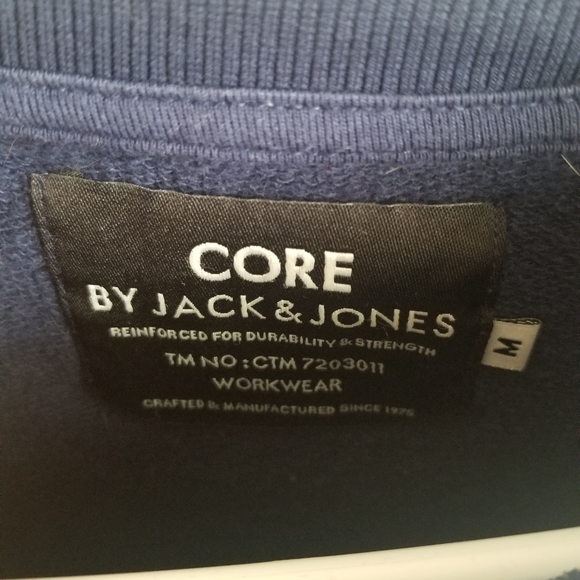 CORE
BY JACK & JONES
REINFORCED FOR DURABILITY & STRENGTH
TM NO : CTM 7203011
WORKWEAR
CRAFTED & MANUFACTURED SINCE 1975
M